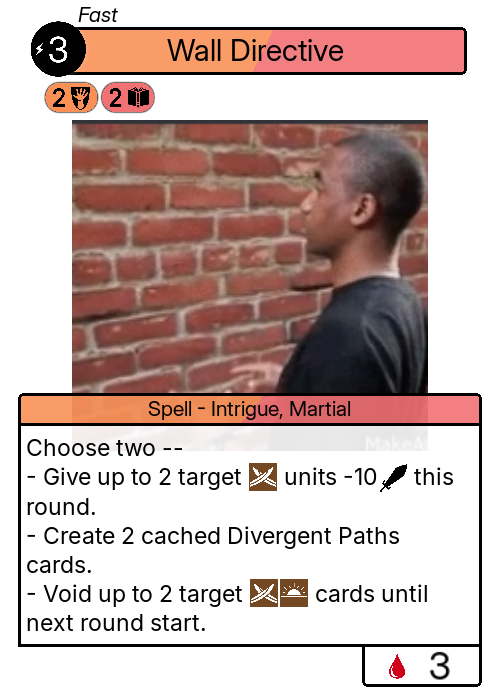 Fast
3
Wall Directive
2 2
Spell - Intrigue, Martial
Choose two --
- Give up to 2 target units -10 this
round.
- Create 2 cached Divergent Paths
cards.
- Void up to 2 target cards until
next round start.
3